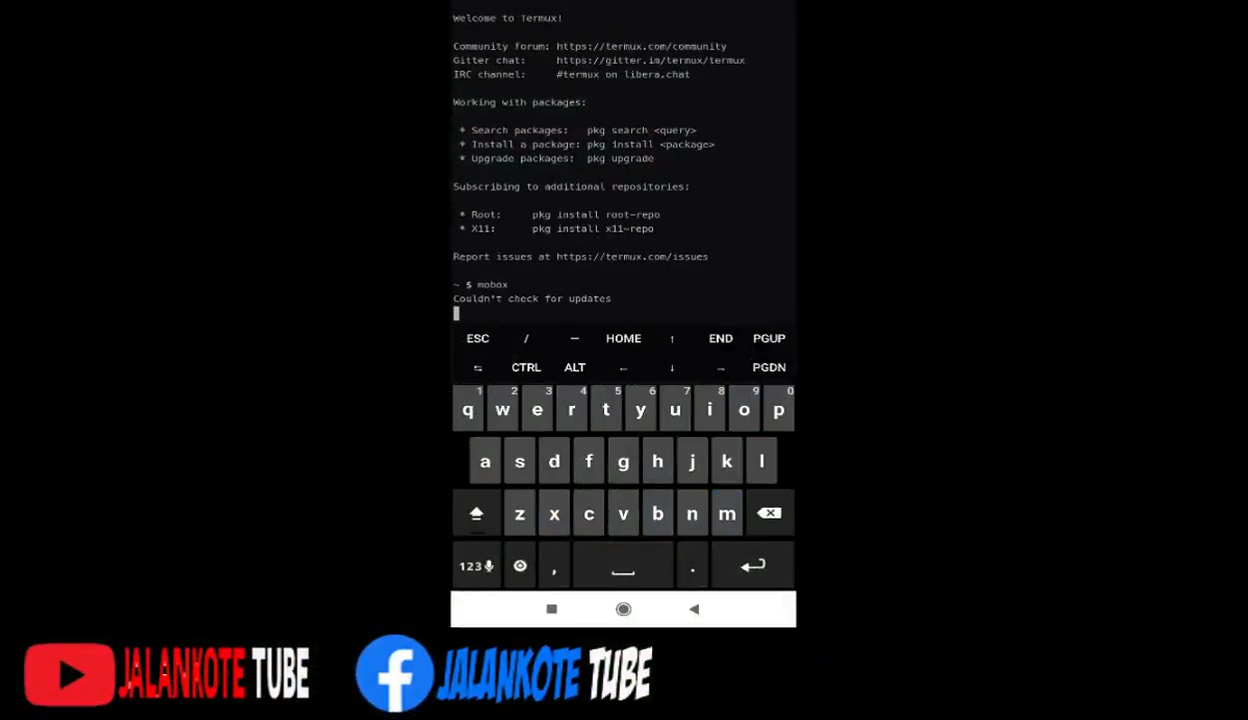 Welcome to Termux!
Community forum: https://termux.com/community
Gitter chat: https://gitter.im/termux/termux
IRC channel: #termux on libera.chat
Working with packages:
* Search packages: pkg search <query>
* Install a package: pkg install <package>
* Upgrade packages: pkg upgrade
Subscribing to additional repositories:
* Root: pkg install root-repo
* X11: pkg install x11-repo
Report issues at https://termux.com/issues
~ $ mobox
Couldn't check for updates
ESC / — HOME ↑ END PGUP
⇆ CTRL ALT ← ↓ → PGDN
1 2 3 4 5 6 7 8 9 0
q w e r t y u i o p
a s d f g h j k l
z x c v b n m
123 , .
JALANKOTE TUBE
JALANKOTE TUBE